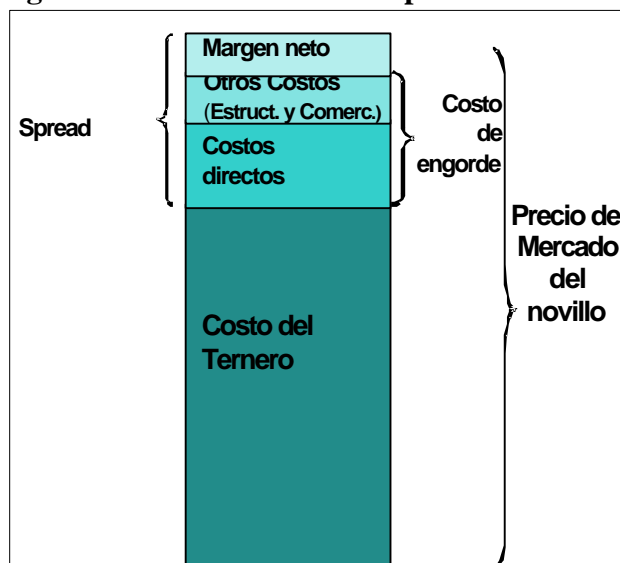 Margen neto
Otros Costos
(Estruct. y Comerc.)
Costos
directos
Spread
Costo
de
engorde
Precio de
Mercado
del
novillo
Costo del
Ternero